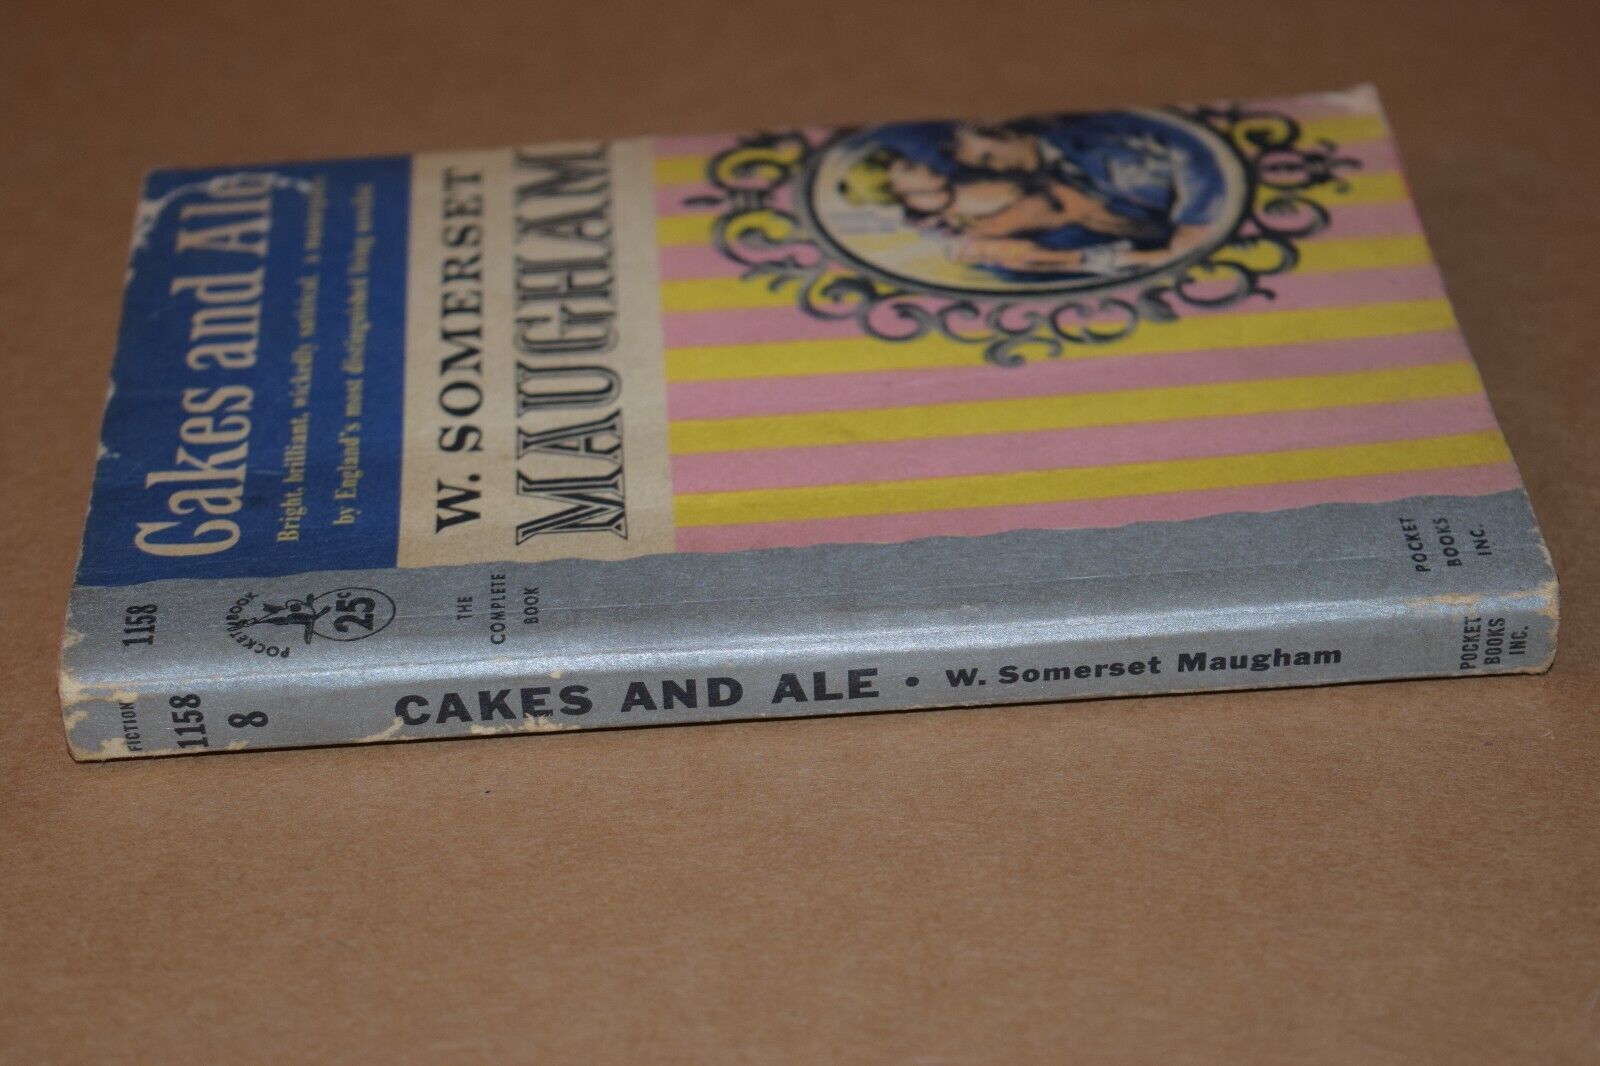 Cakes and Ale
Bright, brilliant, wickedly satirical, a masterpiece
by England's most distinguished living novelist
W. SOMERSET
MAUGHAM
1158
POCKET BOOK
25¢
THE
COMPLETE
BOOK
POCKET
BOOKS
INC.
FICTION
1158
8
CAKES AND ALE • W. Somerset Maugham
POCKET
BOOKS
INC.